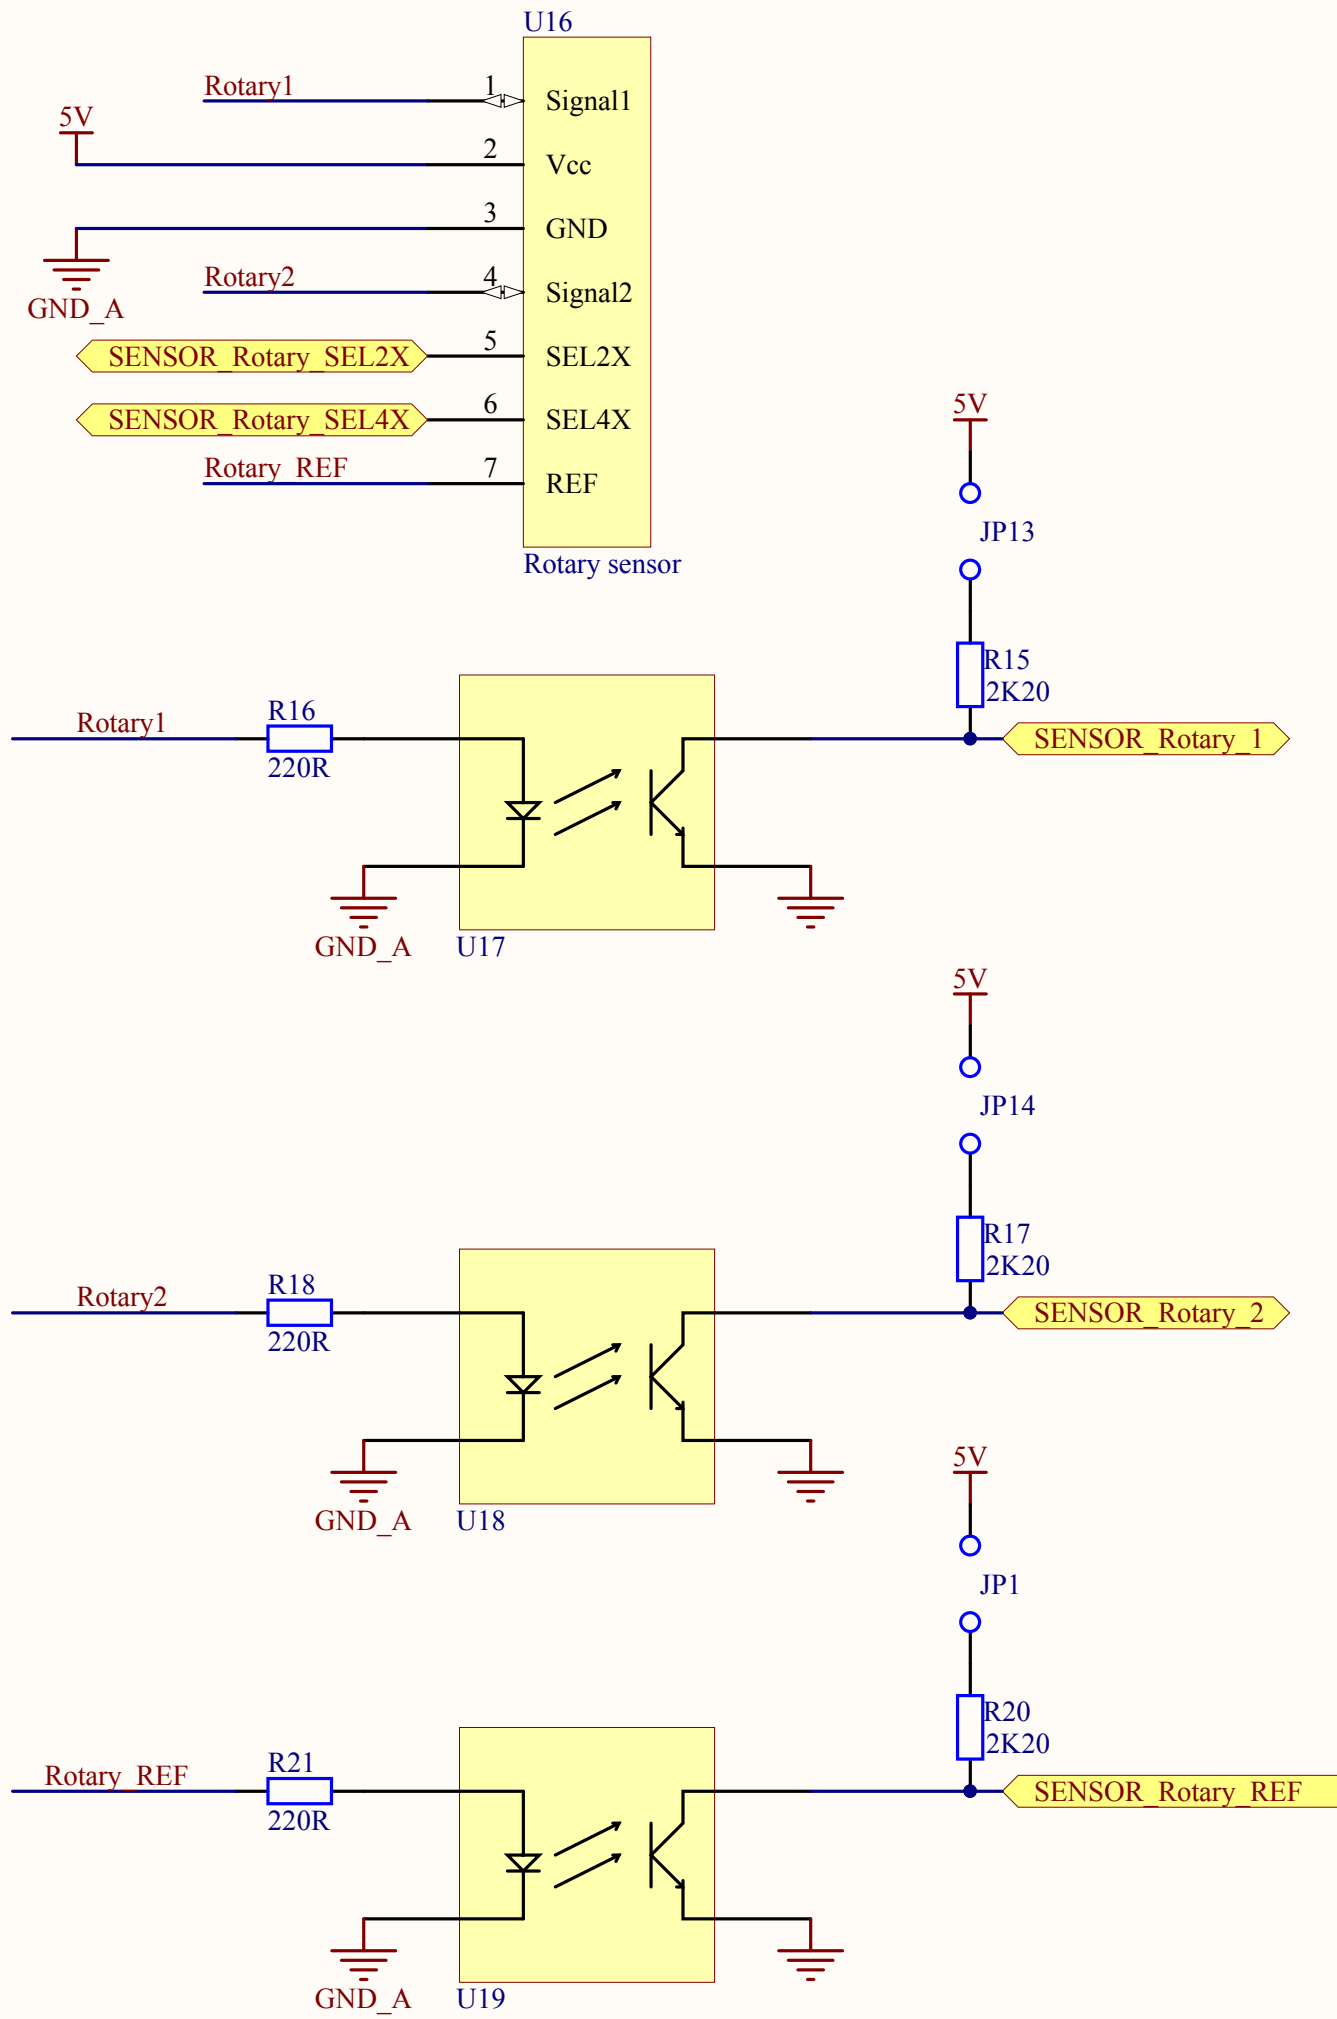 U16
Rotary1
1
Signal1
5V
2
Vcc
3
GND
GND_A
Rotary2
4
Signal2
SENSOR_Rotary_SEL2X
5
SEL2X
SENSOR_Rotary_SEL4X
6
SEL4X
Rotary_REF
7
REF
Rotary sensor
5V
JP13
R15
2K20
Rotary1
R16
220R
SENSOR_Rotary_1
GND_A
U17
5V
JP14
R17
2K20
Rotary2
R18
220R
SENSOR_Rotary_2
GND_A
U18
5V
JP1
R20
2K20
Rotary_REF
R21
220R
SENSOR_Rotary_REF
GND_A
U19